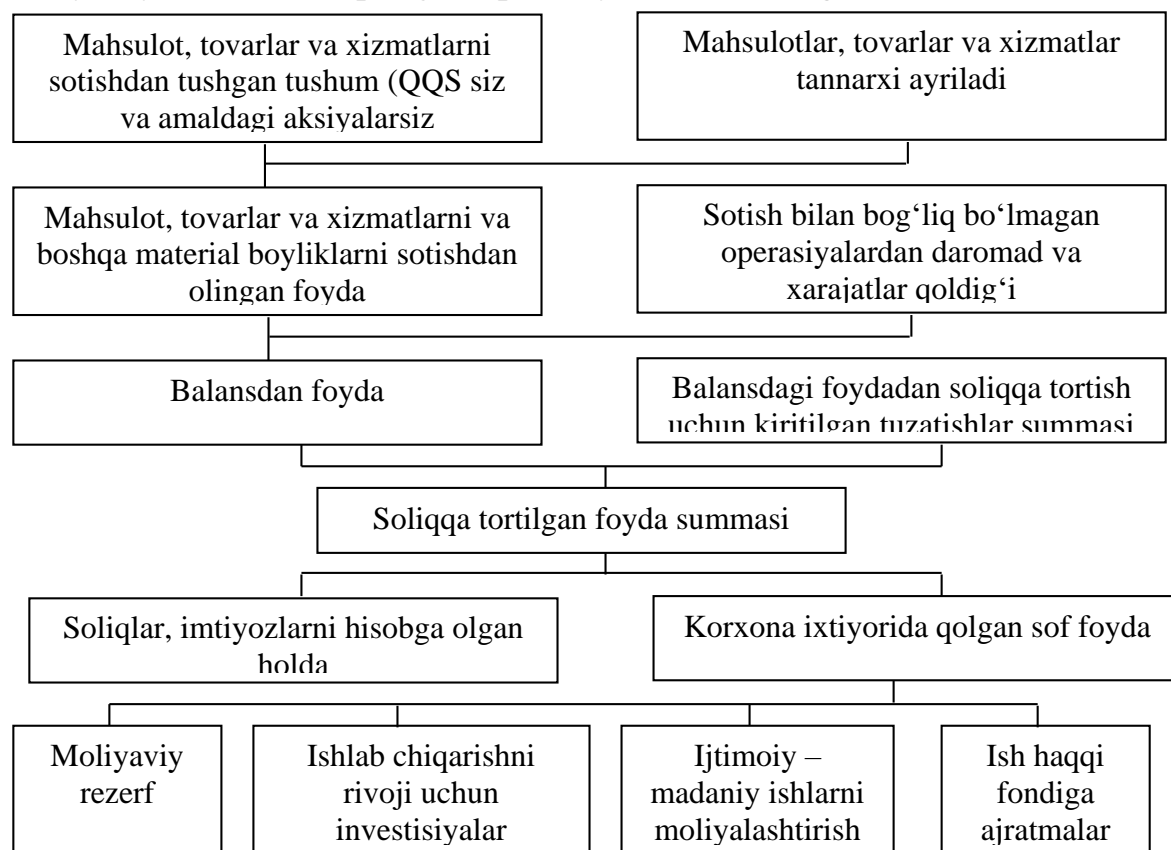 Mahsulot, tovarlar va xizmatlarni
sotishdan tushgan tushum (QQS siz
va amaldagi aksiyalarsiz
Mahsulotlar, tovarlar va xizmatlar
tannarxi ayriladi
Mahsulot, tovarlar va xizmatlarni va
boshqa material boyliklarni sotishdan
olingan foyda
Sotish bilan bog‘liq bo‘lmagan
operasiyalardan daromad va
xarajatlar qoldig‘i
Balansdan foyda
Balansdagi foydadan soliqqa tortish
uchun kiritilgan tuzatishlar summasi
Soliqqa tortilgan foyda summasi
Soliqlar, imtiyozlarni hisobga olgan
holda
Korxona ixtiyorida qolgan sof foyda
Moliyaviy
rezerf
Ishlab chiqarishni
rivoji uchun
investisiyalar
Ijtimoiy –
madaniy ishlarni
moliyalashtirish
Ish haqqi
fondiga
ajratmalar